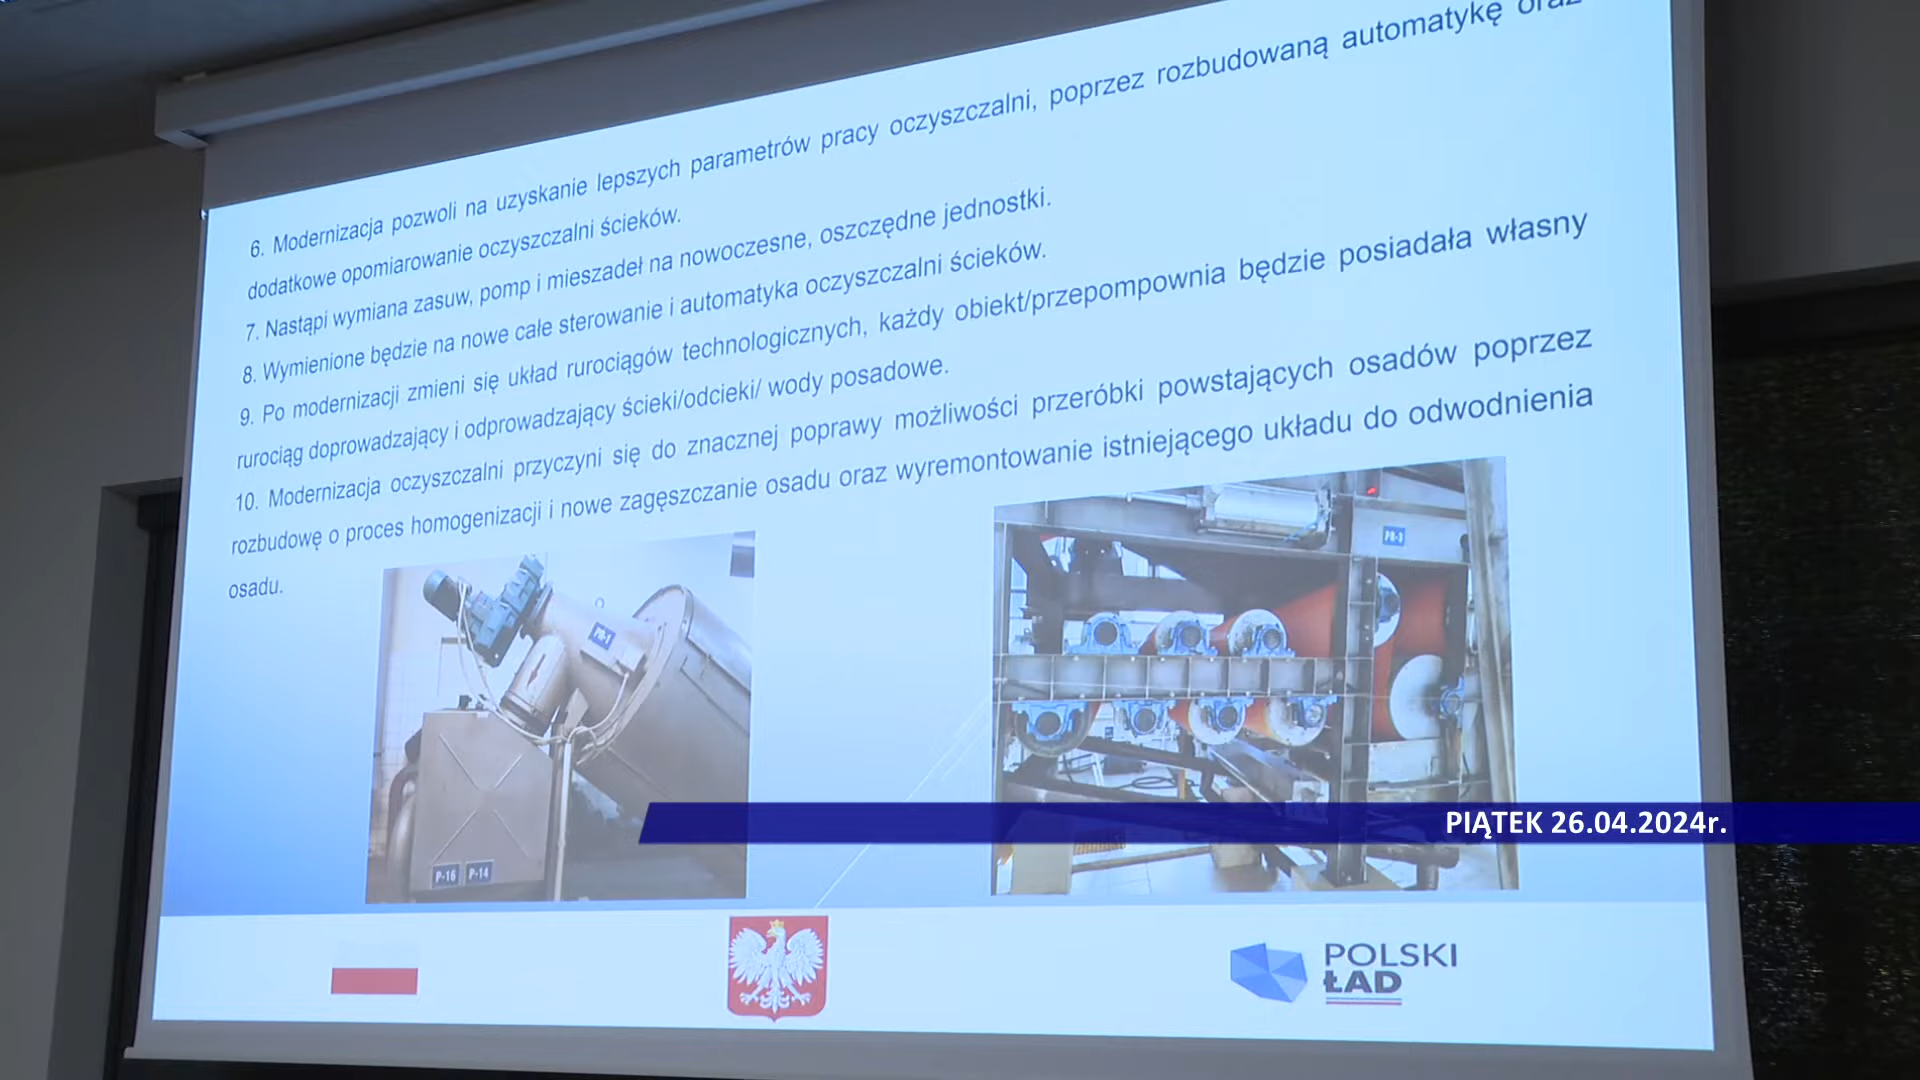 6. Modernizacja pozwoli na uzyskanie lepszych parametrów pracy oczyszczalni, poprzez rozbudowaną automatykę oraz
dodatkowe opomiarowanie oczyszczalni ścieków.
7. Nastąpi wymiana zasuw, pomp i mieszadeł na nowoczesne, oszczędne jednostki.
8. Wymienione będzie na nowe całe sterowanie i automatyka oczyszczalni ścieków.
9. Po modernizacji zmieni się układ rurociągów technologicznych, każdy obiekt/przepompownia będzie posiadała własny
rurociąg doprowadzający i odprowadzający ścieki/odcieki/ wody posadowe.
10. Modernizacja oczyszczalni przyczyni się do znacznej poprawy możliwości przeróbki powstających osadów poprzez
rozbudowę o proces homogenizacji i nowe zagęszczanie osadu oraz wyremontowanie istniejącego układu do odwodnienia
osadu.
PR-3
P-16 P-14
PIĄTEK 26.04.2024r.
POLSKI
ŁAD